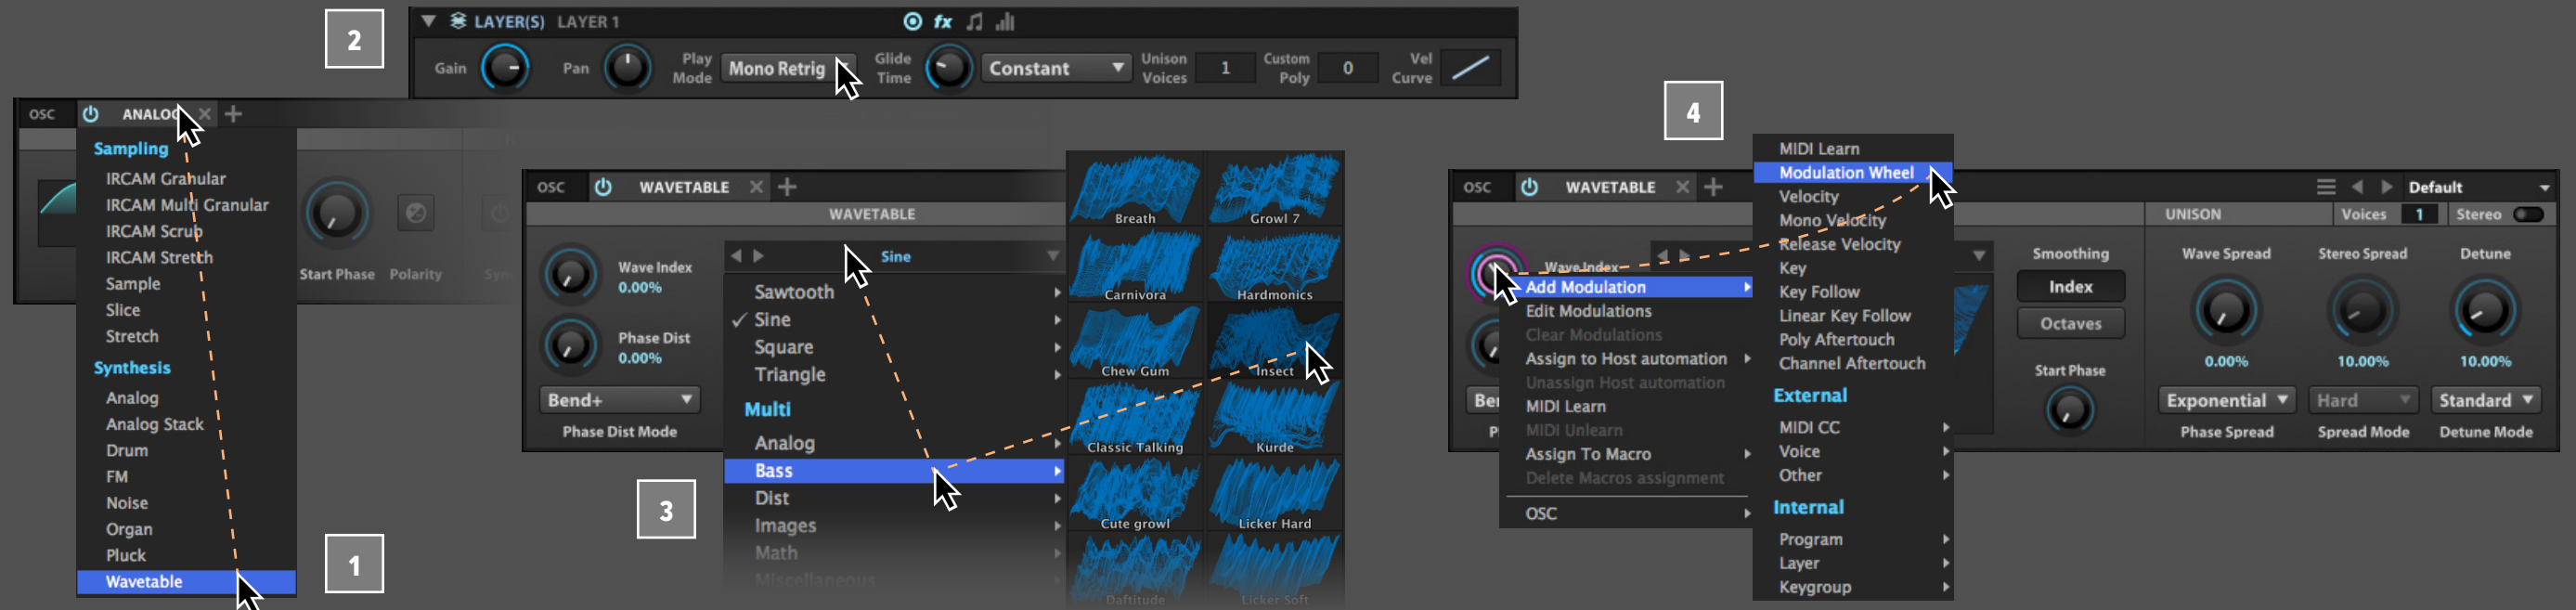 2
LAYER(S) LAYER 1 fx
Gain Pan Play Mode Mono Retrig Glide Time Constant Unison Voices 1 Custom Poly 0 Vel Curve
OSC ANALOG
Sampling
IRCAM Granular
IRCAM Multi Granular
IRCAM Scrub
IRCAM Stretch
Sample
Slice
Stretch
Synthesis
Analog
Analog Stack
Drum
FM
Noise
Organ
Pluck
Wavetable
Start Phase Polarity Sync
1
OSC WAVETABLE
WAVETABLE
Wave Index
0.00%
Phase Dist
0.00%
Bend+
Phase Dist Mode
Sine
Sawtooth
Sine
Square
Triangle
Multi
Analog
Bass
Dist
Images
Math
Miscellaneous
3
Breath Growl 7
Carnivora Hardmonics
Chew Gum Insect
Classic Talking Kurde
Cute growl Licker Hard
Daftitude Licker Soft
4
OSC WAVETABLE
Default
Wave Index
Add Modulation
Edit Modulations
Clear Modulations
Assign to Host automation
Unassign Host automation
MIDI Learn
MIDI Unlearn
Assign To Macro
Delete Macros assignment
OSC
MIDI Learn
Modulation Wheel
Velocity
Mono Velocity
Release Velocity
Key
Key Follow
Linear Key Follow
Poly Aftertouch
Channel Aftertouch
External
MIDI CC
Voice
Other
Internal
Program
Layer
Keygroup
Smoothing
Index
Octaves
Start Phase
UNISON Voices 1 Stereo
Wave Spread Stereo Spread Detune
0.00% 10.00% 10.00%
Exponential Hard Standard
Phase Spread Spread Mode Detune Mode